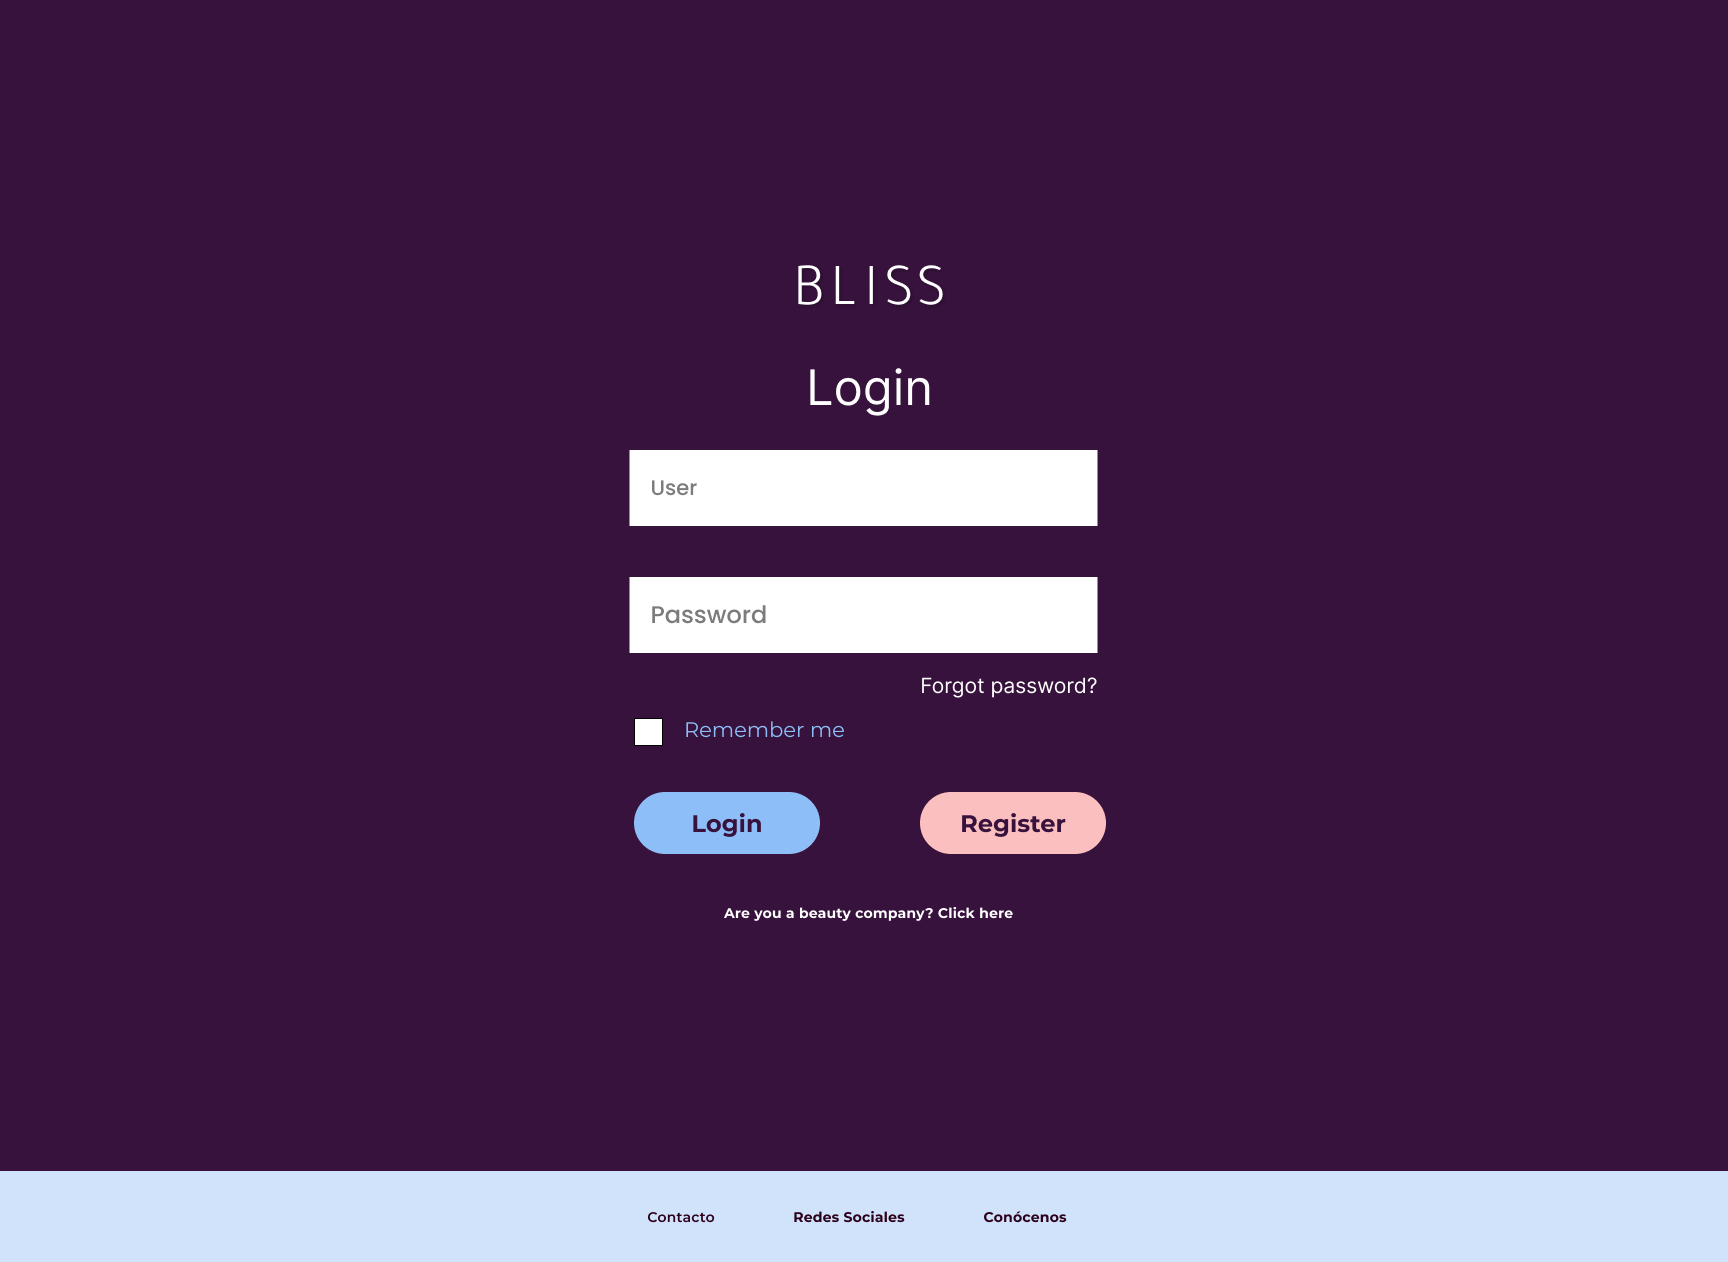 BLISS
Login
User
Password
Forgot password?
Remember me
Login
Register
Are you a beauty company? Click here
Contacto
Redes Sociales
Conócenos